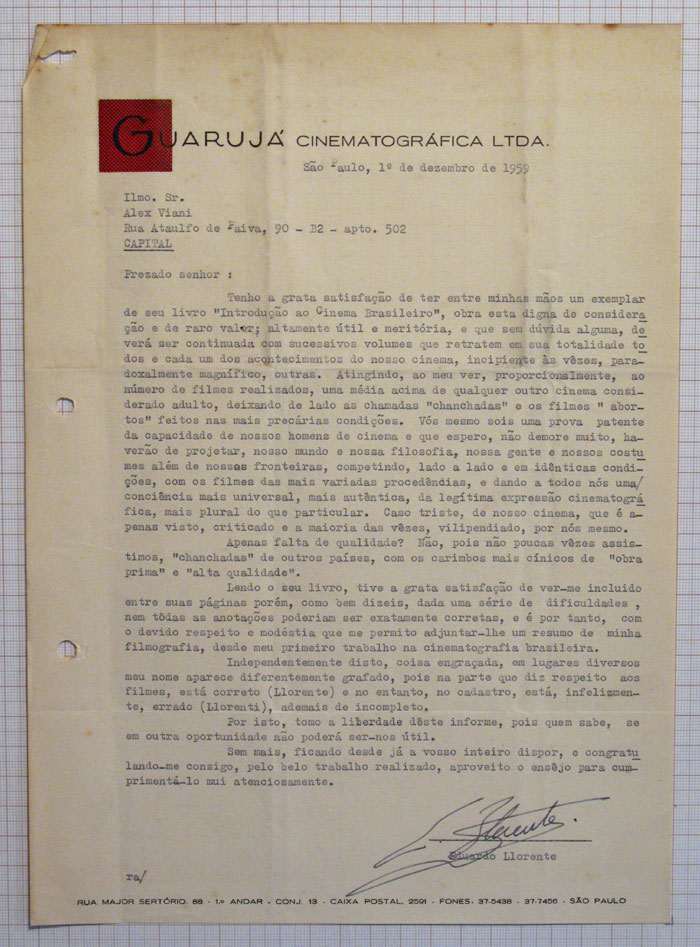 GUARUJÁ CINEMATOGRÁFICA LTDA.
São Paulo, 1º de dezembro de 1959
Ilmo. Sr.
Alex Viani
Rua Ataulfo de Paiva, 90 - B2 - apto. 502
CAPITAL
Prezado senhor :
Tenho a grata satisfação de ter entre minhas mãos um exemplar
de seu livro "Introdução ao Cinema Brasileiro", obra esta digna de considera
ção e de raro valor; altamente útil e meritória, e que sem dúvida alguma, de
verá ser continuada com sucessivos volumes que retratem em sua totalidade to
dos e cada um dos acontecimentos do nosso cinema, incipiente às vêzes, para-
doxalmente magnífico, outras. Atingindo, ao meu ver, proporcionalmente, ao
número de filmes realizados, uma média acima de qualquer outro cinema consi-
derado adulto, deixando de lado as chamadas "chanchadas" e os filmes " abor-
tos" feitos nas mais precárias condições. Vós mesmo sois uma prova patente
da capacidade de nossos homens de cinema e que espero, não demore muito, ha-
verão de projetar, nosso mundo e nossa filosofia, nossa gente e nossos costu
mes além de nossas fronteiras, competindo, lado a lado e em idênticas condi-
ções, com os filmes das mais variadas procedências, e dando a todos nós uma/
conciência mais universal, mais autêntica, da legítima expressão cinematográ
fica, mais plural do que particular. Caso triste, de nosso cinema, que é a-
penas visto, criticado e a maioria das vêzes, vilipendiado, por nós mesmo.
Apenas falta de qualidade? Não, pois não poucas vêzes assis-
timos, "chanchadas" de outros países, com os carimbos mais cínicos de "obra
prima" e "alta qualidade".
Lendo o seu livro, tive a grata satisfação de ver-me incluido
entre suas páginas porém, como bem dizeis, dada uma série de dificuldades ,
nem tôdas as anotações poderiam ser exatamente corretas, e é por tanto, com
o devido respeito e modéstia que me permito adjuntar-lhe um resumo de minha
filmografia, desde meu primeiro trabalho na cinematografia brasileira.
Independentemente disto, coisa engraçada, em lugares diversos
meu nome aparece diferentemente grafado, pois na parte que diz respeito aos
filmes, está correto (Llorente) e no entanto, no cadastro, está, infelizmen-
te, errado (Llorenti), ademais de incompleto.
Por isto, tomo a liberdade dêste informe, pois quem sabe, se
em outra oportunidade não poderá ser-nos útil.
Sem mais, ficando desde já a vosso inteiro dispor, e congratu
lando-me consigo, pelo belo trabalho realizado, aproveito o ensêjo para cum-
primentá-lo mui atenciosamente.
Llorente.
Eduardo Llorente
ra/
RUA MAJOR SERTÓRIO, 88 - 1.º ANDAR - CONJ. 13 - CAIXA POSTAL, 2591 - FONES: 37-5438 - 37-7456 - SÃO PAULO